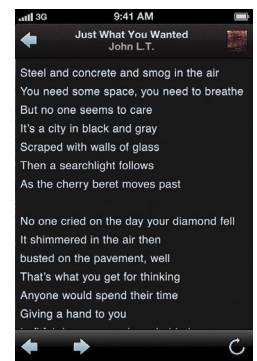 3G
9:41 AM
Just What You Wanted
John L.T.
Steel and concrete and smog in the air
You need some space, you need to breathe
But no one seems to care
It's a city in black and gray
Scraped with walls of glass
Then a searchlight follows
As the cherry beret moves past
No one cried on the day your diamond fell
It shimmered in the air then
busted on the pavement, well
That's what you get for thinking
Anyone would spend their time
Giving a hand to you